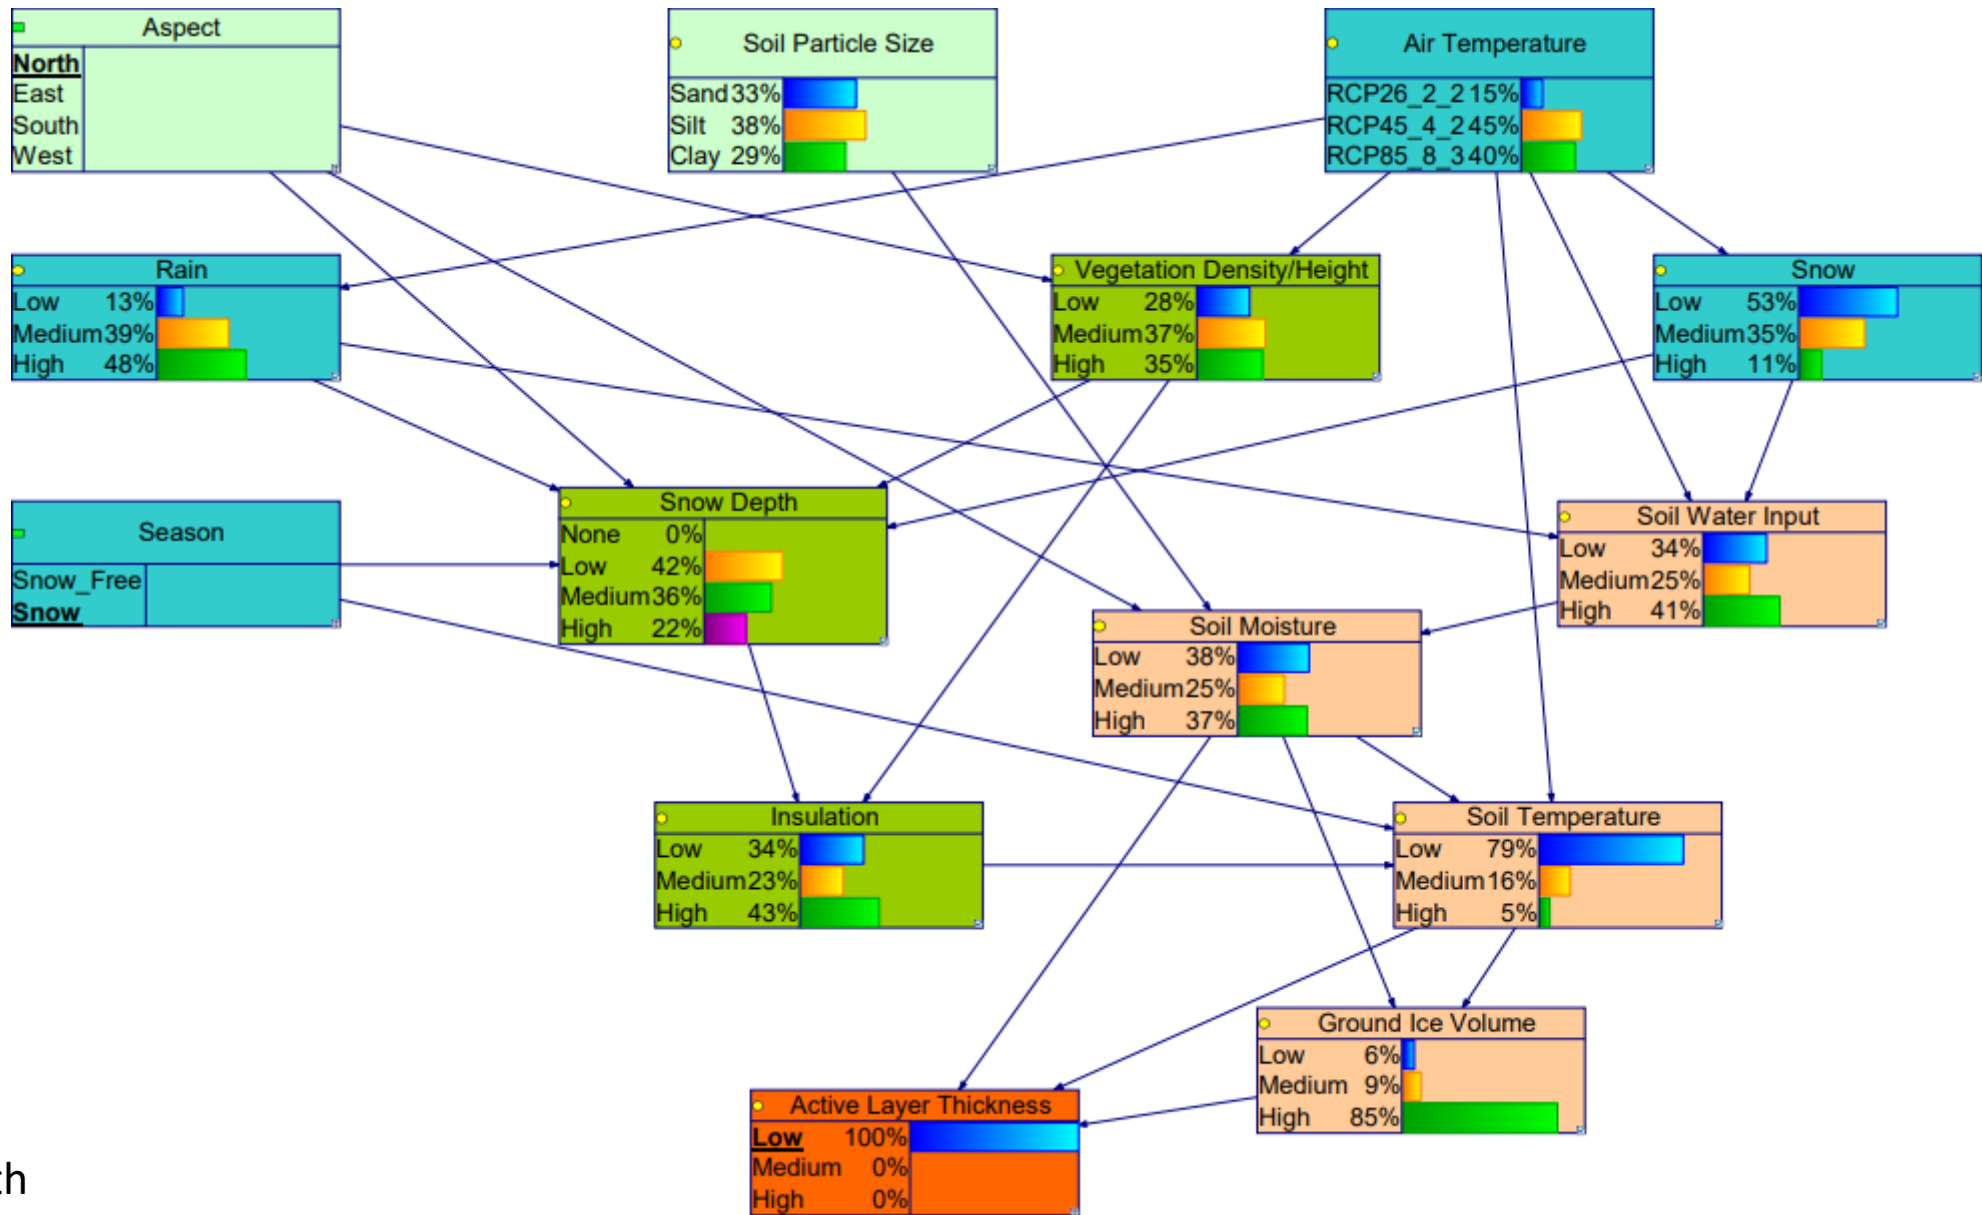 Aspect
North
East
South
West
Soil Particle Size
Sand 33%
Silt 38%
Clay 29%
Air Temperature
RCP26_2_2 15%
RCP45_4_2 45%
RCP85_8_3 40%
Rain
Low 13%
Medium 39%
High 48%
Vegetation Density/Height
Low 28%
Medium 37%
High 35%
Snow
Low 53%
Medium 35%
High 11%
Season
Snow_Free
Snow
Snow Depth
None 0%
Low 42%
Medium 36%
High 22%
Soil Water Input
Low 34%
Medium 25%
High 41%
Soil Moisture
Low 38%
Medium 25%
High 37%
Insulation
Low 34%
Medium 23%
High 43%
Soil Temperature
Low 79%
Medium 16%
High 5%
Ground Ice Volume
Low 6%
Medium 9%
High 85%
Active Layer Thickness
Low 100%
Medium 0%
High 0%